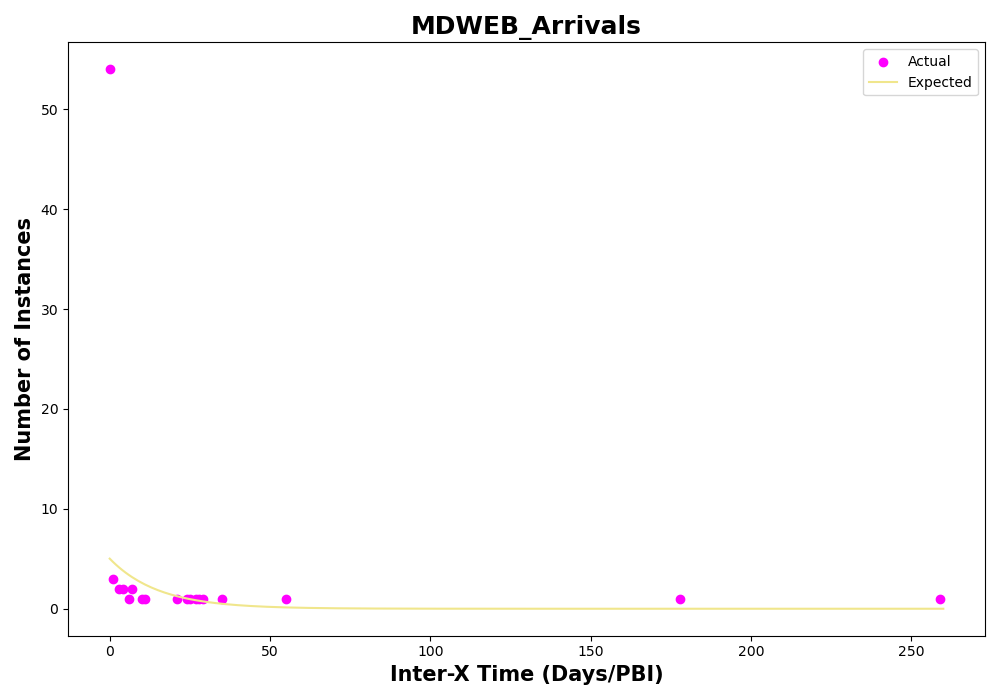 MDWEB_Arrivals
Actual
Expected
Number of Instances
50
40
30
20
10
0
0
50
100
150
200
250
Inter-X Time (Days/PBI)